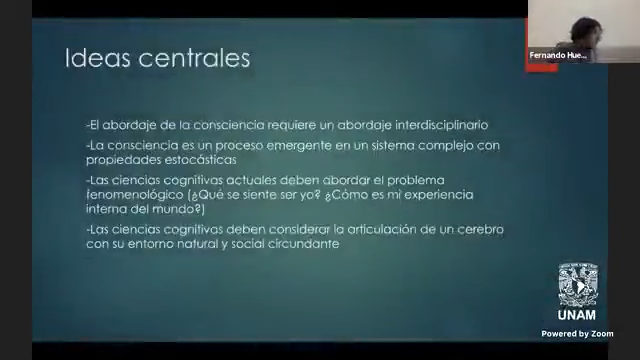 Ideas centrales
Fernando Hue...
-El abordaje de la consciencia requiere un abordaje interdisciplinario
-La consciencia es un proceso emergente en un sistema complejo con
propiedades estocásticas
-Las ciencias cognitivas actuales deben abordar el problema
fenomenológico (¿Qué se siente ser yo? ¿Cómo es mi experiencia
interna del mundo?)
-Las ciencias cognitivas deben considerar la articulación de un cerebro
con su entorno natural y social circundante
UNAM
Powered by Zoom